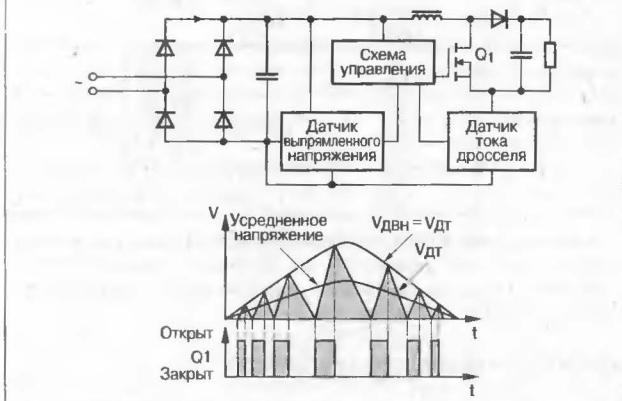 Схема
управления
Q1
~
Датчик
выпрямленного
напряжения
Датчик
тока
дросселя
V
Усредненное
напряжение
VДВН = VДТ
VДТ
t
Открыт
Q1
Закрыт
t